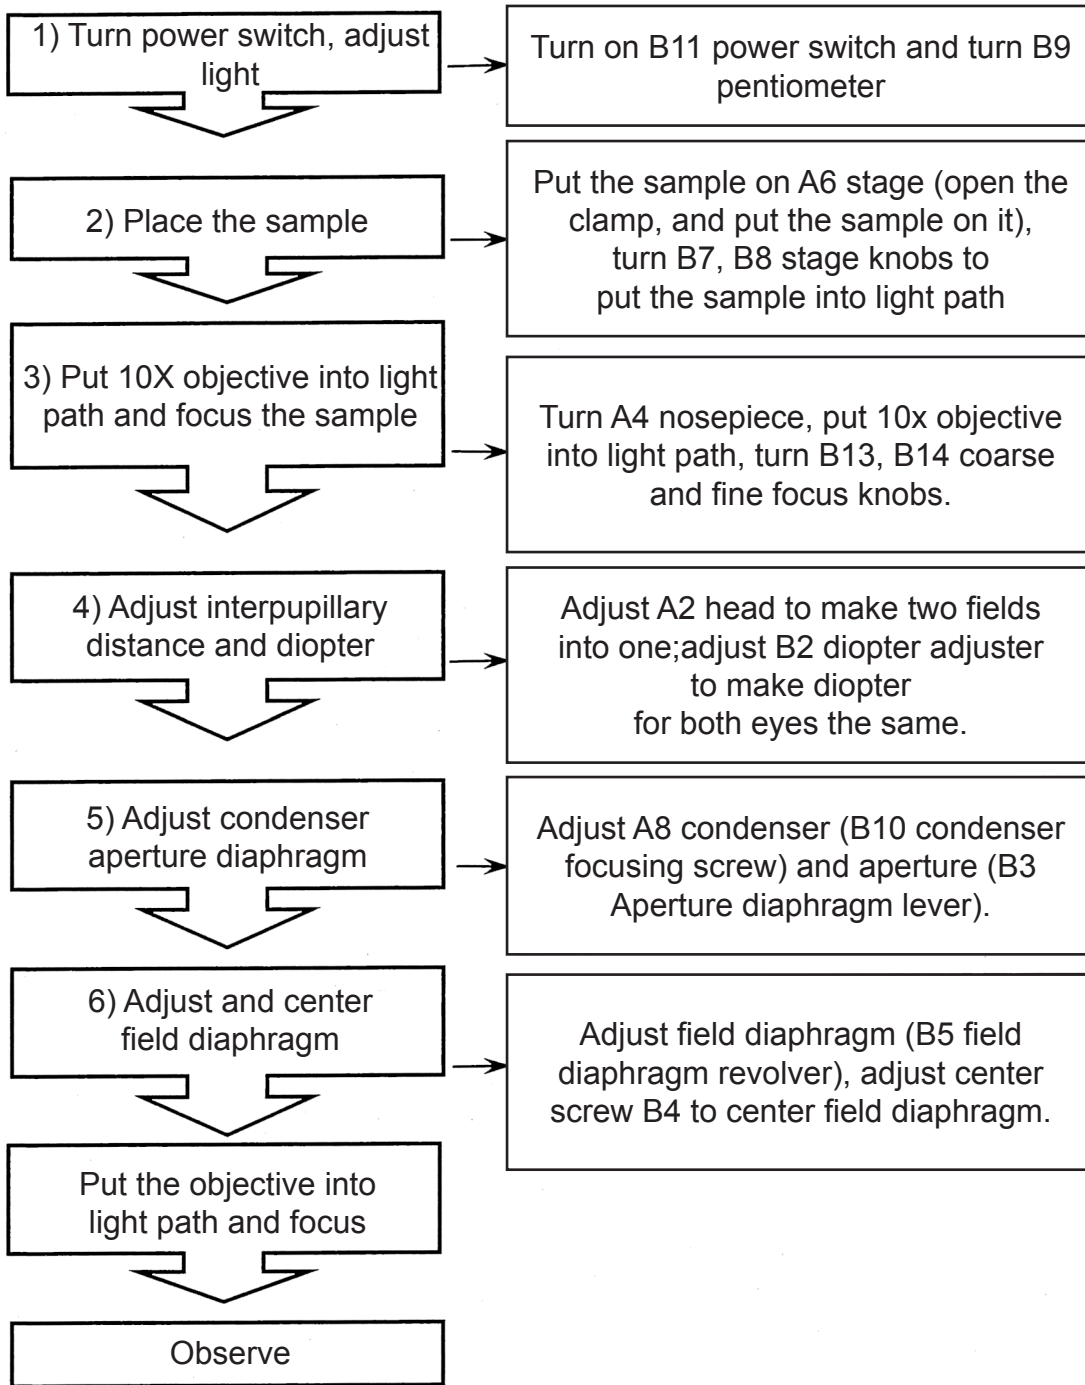 1) Turn power switch, adjust
light
Turn on B11 power switch and turn B9
pentiometer
2) Place the sample
Put the sample on A6 stage (open the
clamp, and put the sample on it),
turn B7, B8 stage knobs to
put the sample into light path
3) Put 10X objective into light
path and focus the sample
Turn A4 nosepiece, put 10x objective
into light path, turn B13, B14 coarse
and fine focus knobs.
4) Adjust interpupillary
distance and diopter
Adjust A2 head to make two fields
into one;adjust B2 diopter adjuster
to make diopter
for both eyes the same.
5) Adjust condenser
aperture diaphragm
Adjust A8 condenser (B10 condenser
focusing screw) and aperture (B3
Aperture diaphragm lever).
6) Adjust and center
field diaphragm
Adjust field diaphragm (B5 field
diaphragm revolver), adjust center
screw B4 to center field diaphragm.
Put the objective into
light path and focus
Observe